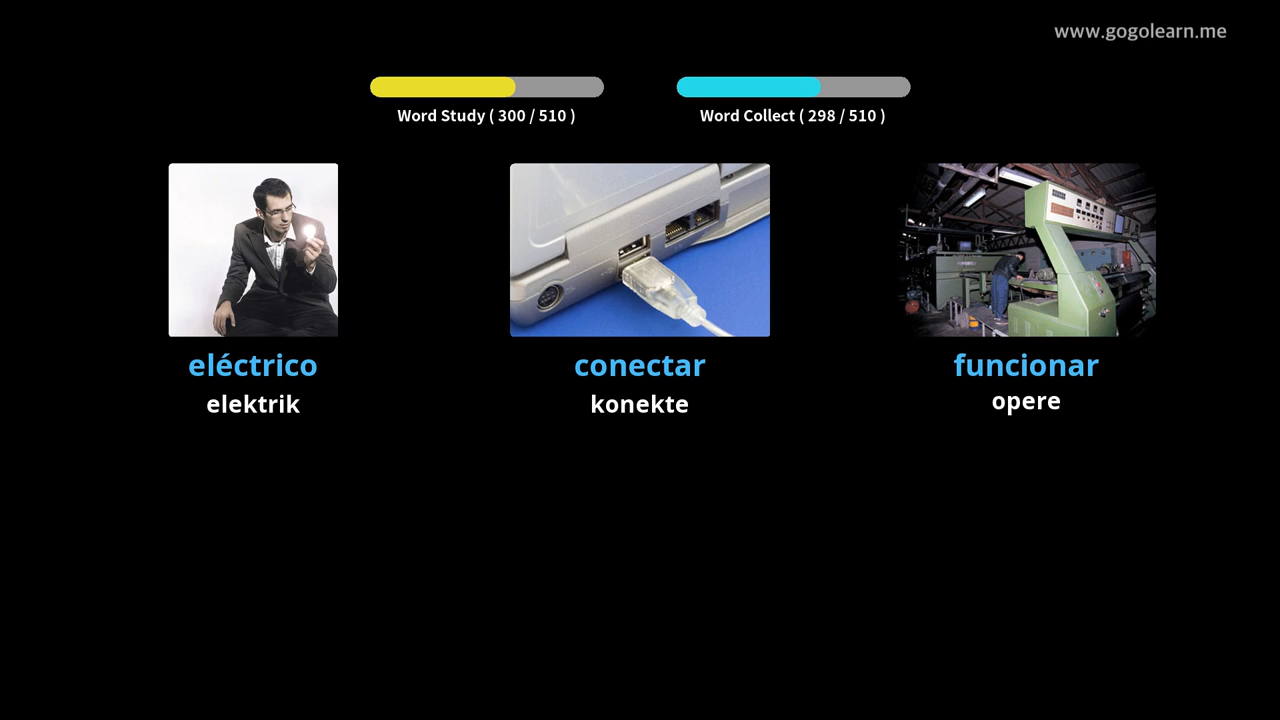 www.gogolearn.me
Word Study ( 300 / 510 )
Word Collect ( 298 / 510 )
eléctrico
elektrik
conectar
konekte
funcionar
opere